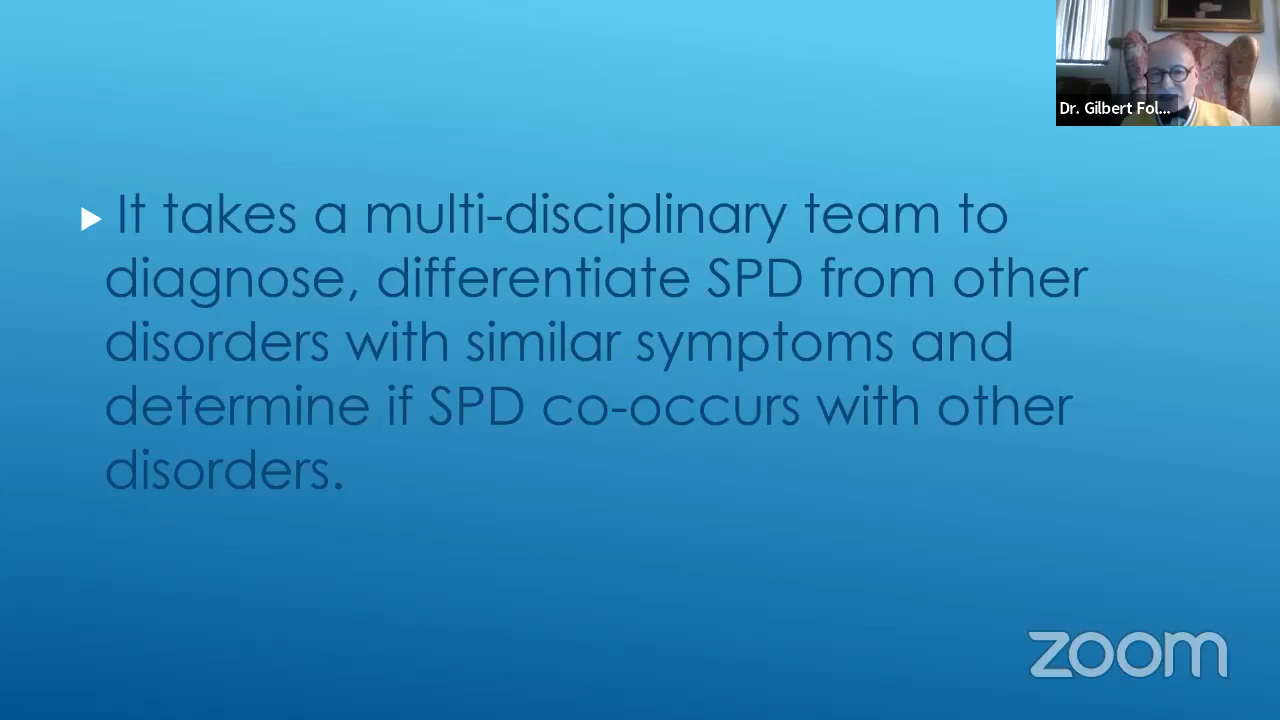 Dr. Gilbert Fol...
It takes a multi-disciplinary team to
diagnose, differentiate SPD from other
disorders with similar symptoms and
determine if SPD co-occurs with other
disorders.
zoom